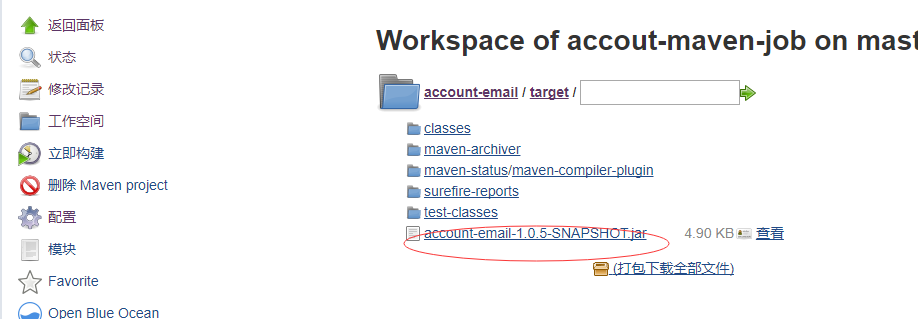 返回面板
状态
修改记录
工作空间
立即构建
删除 Maven project
配置
模块
Favorite
Open Blue Ocean
Workspace of accout-maven-job on mast
account-email / target /
classes
maven-archiver
maven-status/maven-compiler-plugin
surefire-reports
test-classes
account-email-1.0.5-SNAPSHOT.jar 4.90 KB 查看
(打包下载全部文件)